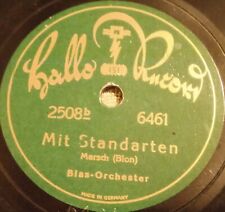 Hallo Record
2508b 6461
Mit Standarten
Marsch (Blon)
Blas-Orchester
MADE IN GERMANY